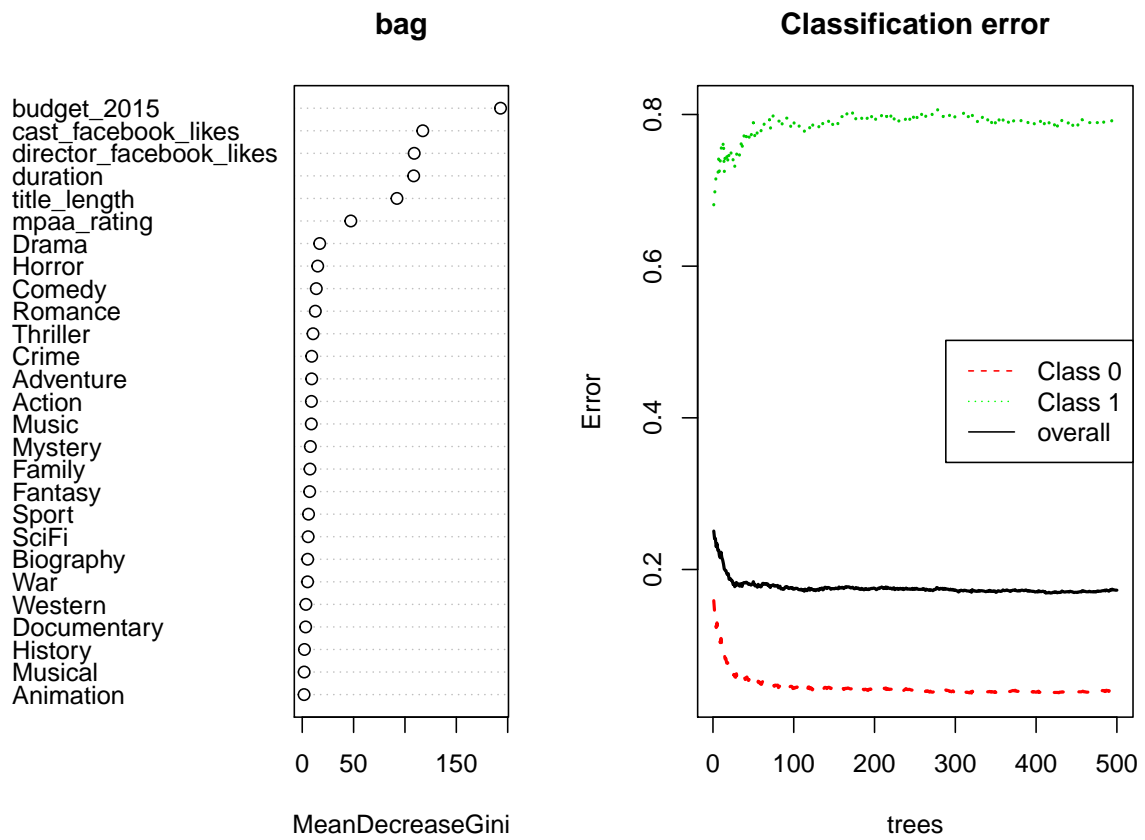 bag
budget_2015
cast_facebook_likes
director_facebook_likes
duration
title_length
mpaa_rating
Drama
Horror
Comedy
Romance
Thriller
Crime
Adventure
Action
Music
Mystery
Family
Fantasy
Sport
SciFi
Biography
War
Western
Documentary
History
Musical
Animation
0 50 150
MeanDecreaseGini
Classification error
0.8
0.6
0.4
0.2
Error
Class 0
Class 1
overall
0 100 200 300 400 500
trees